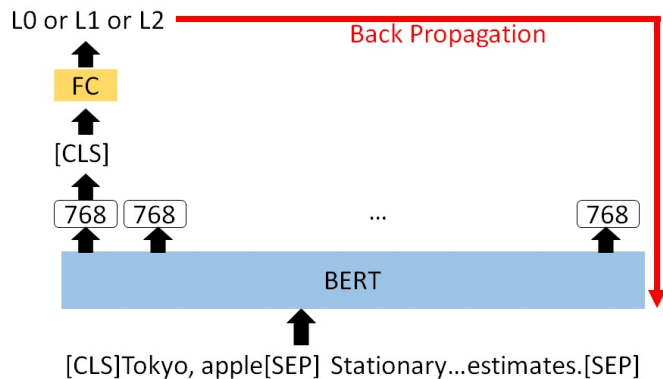 L0 or L1 or L2
Back Propagation
FC
[CLS]
768 768 ... 768
BERT
[CLS]Tokyo, apple[SEP] Stationary...estimates.[SEP]